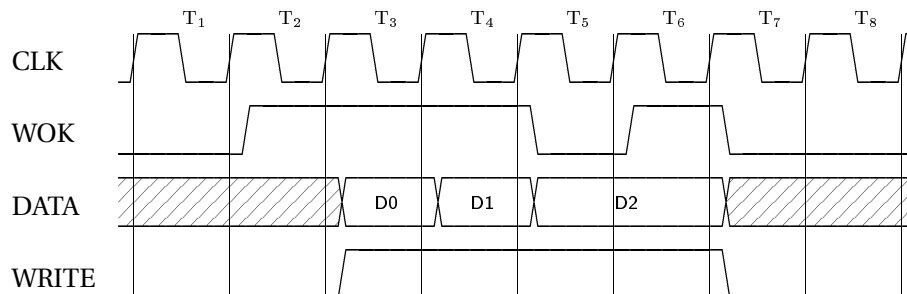 T1 T2 T3 T4 T5 T6 T7 T8
CLK
WOK
DATA D0 D1 D2
WRITE